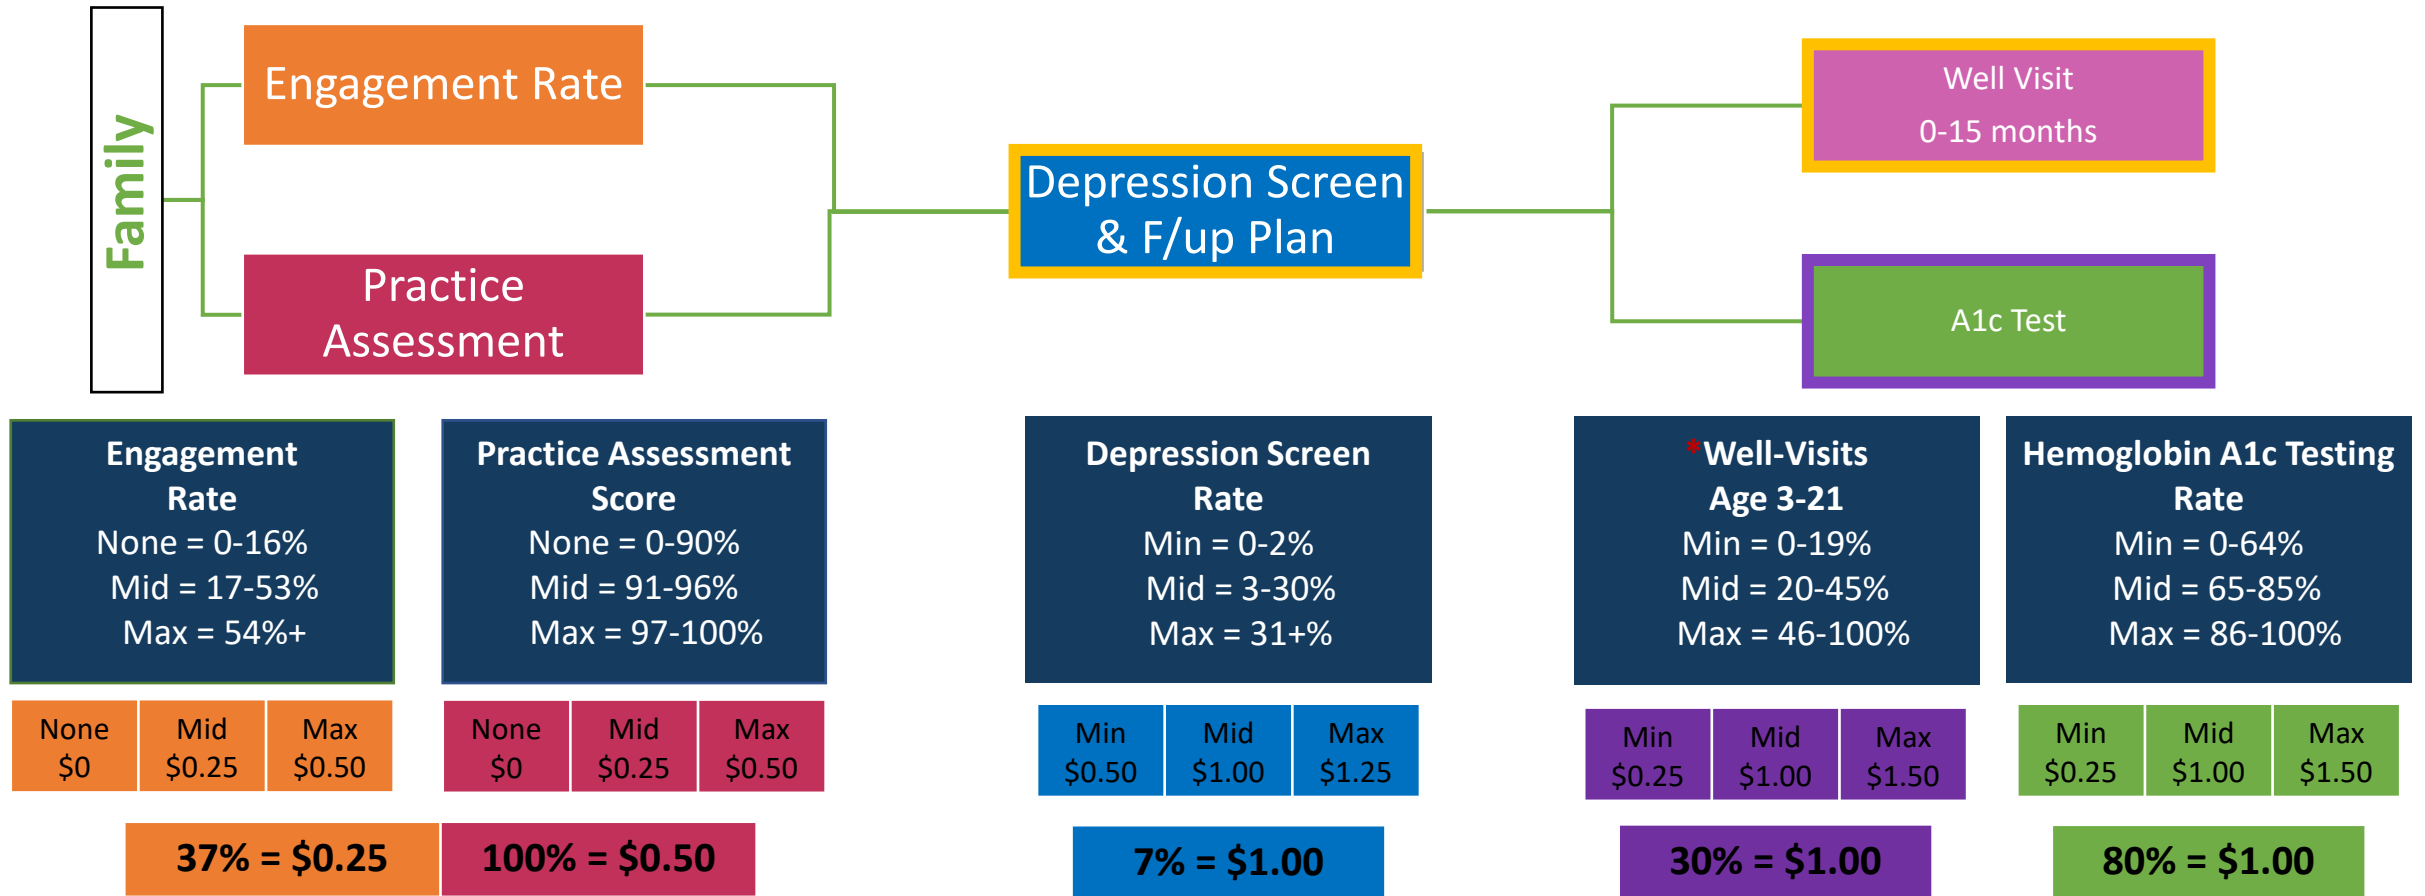 Family
Engagement Rate
Practice
Assessment
Depression Screen
& F/up Plan
Well Visit
0-15 months
A1c Test
Engagement
Rate
None = 0-16%
Mid = 17-53%
Max = 54%+
Practice Assessment
Score
None = 0-90%
Mid = 91-96%
Max = 97-100%
Depression Screen
Rate
Min = 0-2%
Mid = 3-30%
Max = 31+%
*Well-Visits
Age 3-21
Min = 0-19%
Mid = 20-45%
Max = 46-100%
Hemoglobin A1c Testing
Rate
Min = 0-64%
Mid = 65-85%
Max = 86-100%
None
$0
Mid
$0.25
Max
$0.50
None
$0
Mid
$0.25
Max
$0.50
Min
$0.50
Mid
$1.00
Max
$1.25
Min
$0.25
Mid
$1.00
Max
$1.50
Min
$0.25
Mid
$1.00
Max
$1.50
37% = $0.25
100% = $0.50
7% = $1.00
30% = $1.00
80% = $1.00